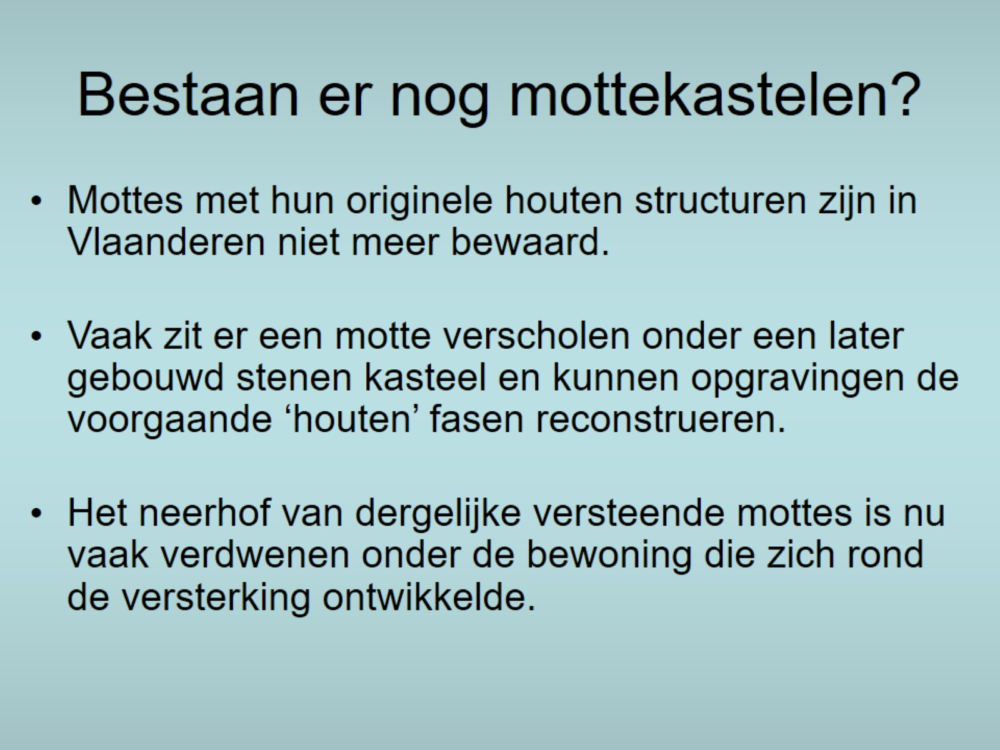 Bestaan er nog mottekastelen?
• Mottes met hun originele houten structuren zijn in
Vlaanderen niet meer bewaard.
• Vaak zit er een motte verscholen onder een later
gebouwd stenen kasteel en kunnen opgravingen de
voorgaande ‘houten’ fasen reconstrueren.
• Het neerhof van dergelijke versteende mottes is nu
vaak verdwenen onder de bewoning die zich rond
de versterking ontwikkelde.